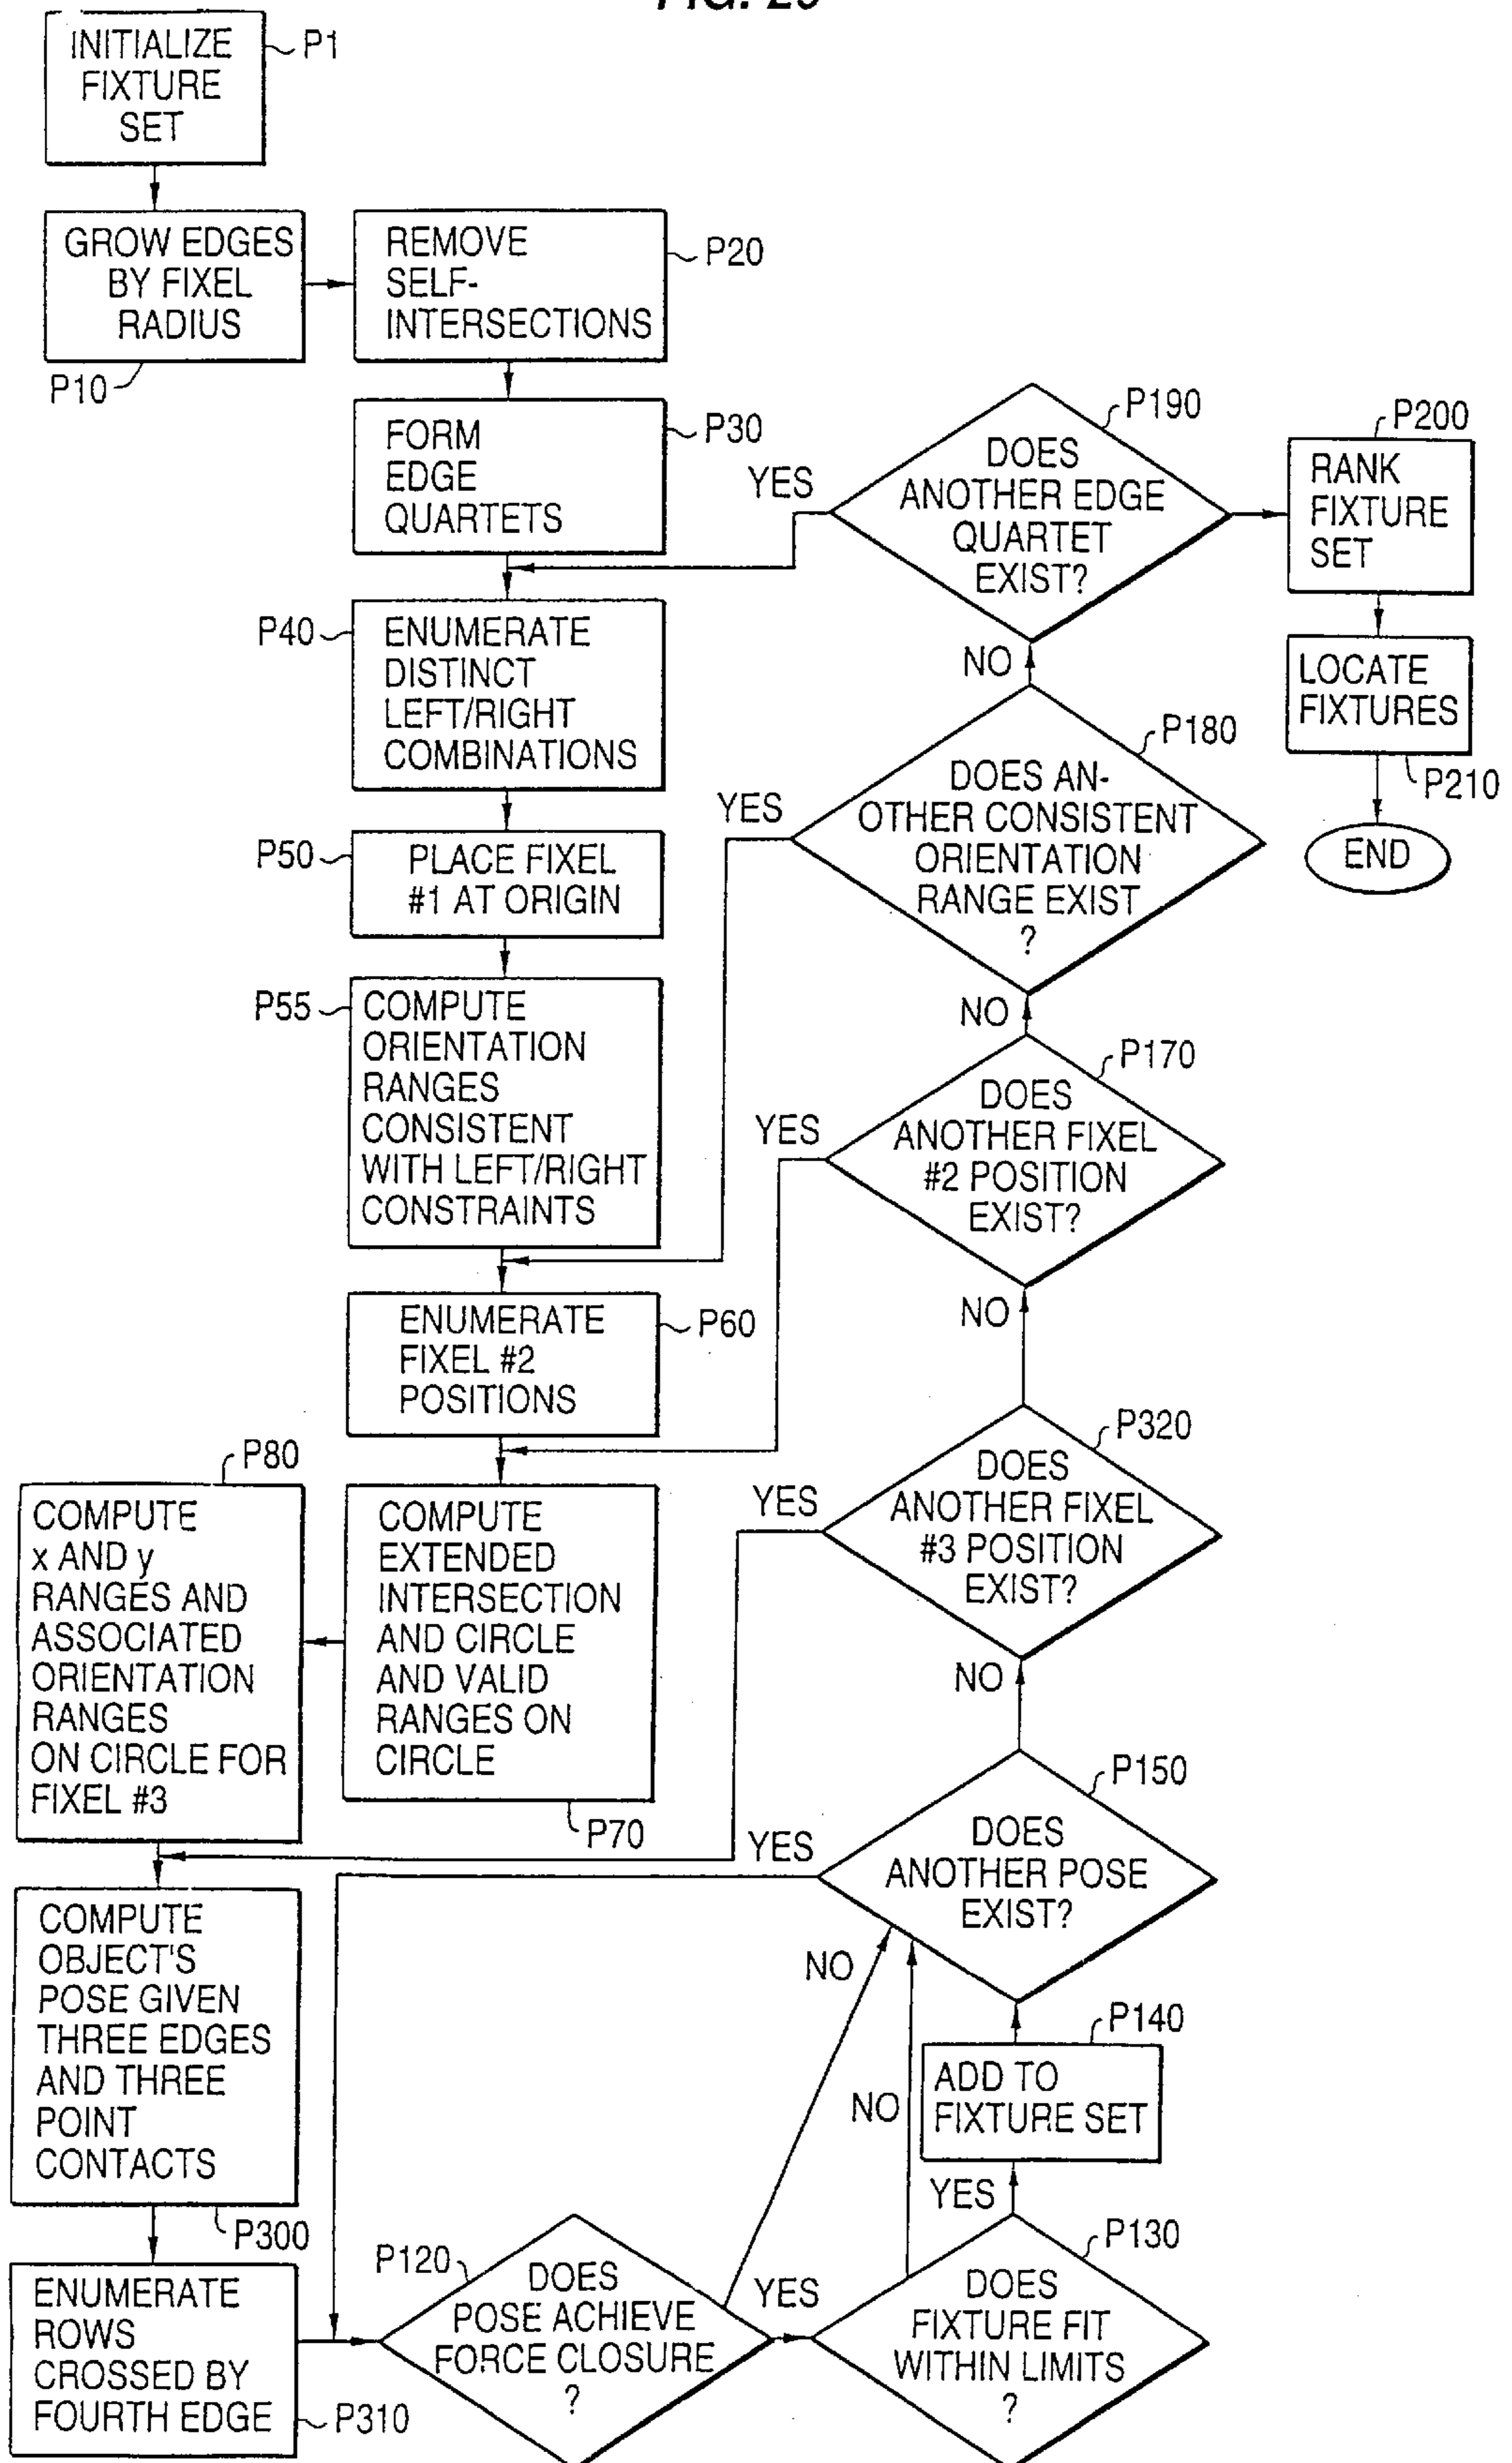 FIG. 29
INITIALIZE
FIXTURE
SET
P1
GROW EDGES
BY FIXEL
RADIUS
P10
REMOVE
SELF-
INTERSECTIONS
P20
FORM
EDGE
QUARTETS
P30
P40
ENUMERATE
DISTINCT
LEFT/RIGHT
COMBINATIONS
P50
PLACE FIXEL
#1 AT ORIGIN
P55
COMPUTE
ORIENTATION
RANGES
CONSISTENT
WITH LEFT/RIGHT
CONSTRAINTS
ENUMERATE
FIXEL #2
POSITIONS
P60
COMPUTE
EXTENDED
INTERSECTION
AND CIRCLE
AND VALID
RANGES ON
CIRCLE
P70
P80
COMPUTE
x AND y
RANGES AND
ASSOCIATED
ORIENTATION
RANGES
ON CIRCLE FOR
FIXEL #3
COMPUTE
OBJECT'S
POSE GIVEN
THREE EDGES
AND THREE
POINT
CONTACTS
P300
ENUMERATE
ROWS
CROSSED BY
FOURTH EDGE
P310
P120
DOES
POSE ACHIEVE
FORCE CLOSURE
?
NO
YES
P130
DOES
FIXTURE FIT
WITHIN LIMITS
?
NO
YES
P140
ADD TO
FIXTURE SET
P150
DOES
ANOTHER POSE
EXIST?
YES
NO
P320
DOES
ANOTHER FIXEL
#3 POSITION
EXIST?
YES
NO
P170
DOES
ANOTHER FIXEL
#2 POSITION
EXIST?
YES
NO
P180
DOES AN-
OTHER CONSISTENT
ORIENTATION
RANGE EXIST
?
YES
NO
P190
DOES
ANOTHER EDGE
QUARTET
EXIST?
YES
P200
RANK
FIXTURE
SET
LOCATE
FIXTURES
P210
END